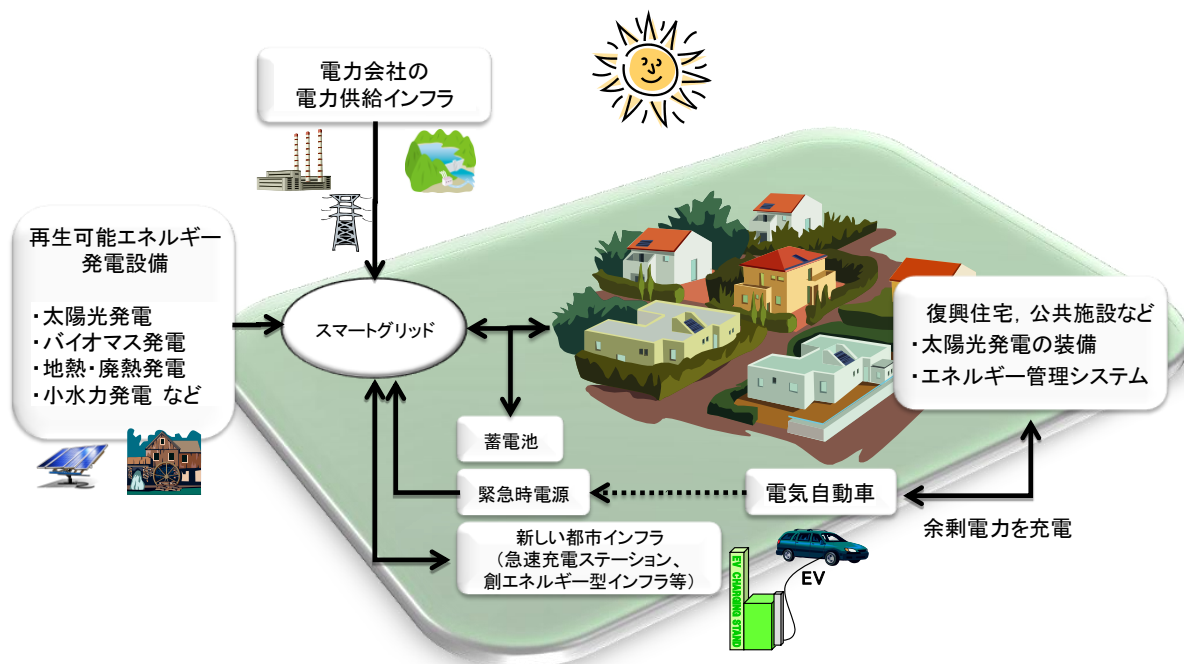 電力会社の
電力供給インフラ
再生可能エネルギー
発電設備
・太陽光発電
・バイオマス発電
・地熱・廃熱発電
・小水力発電 など
スマートグリッド
復興住宅，公共施設など
・太陽光発電の装備
・エネルギー管理システム
蓄電池
緊急時電源
電気自動車
余剰電力を充電
新しい都市インフラ
（急速充電ステーション、
創エネルギー型インフラ等）
EV
EV CHARGING STAND